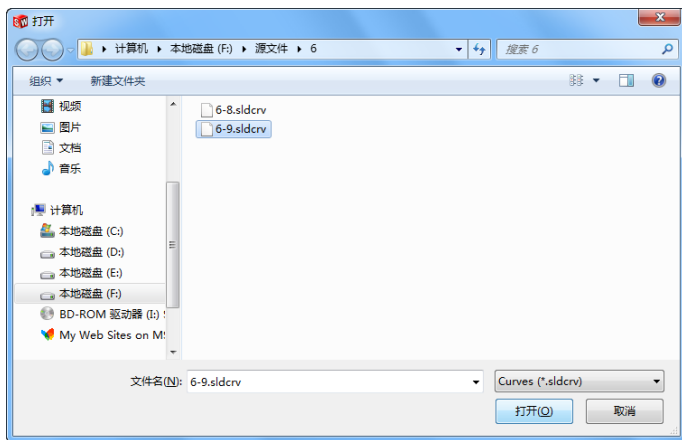 打开
计算机 本地磁盘 (F:) 源文件 6
搜索 6
组织 新建文件夹
视频
图片
文档
音乐
计算机
本地磁盘 (C:)
本地磁盘 (D:)
本地磁盘 (E:)
本地磁盘 (F:)
BD-ROM 驱动器 (I:)
My Web Sites on
6-8.sldcrv
6-9.sldcrv
文件名(N): 6-9.sldcrv
Curves (*.sldcrv)
打开(O) 取消